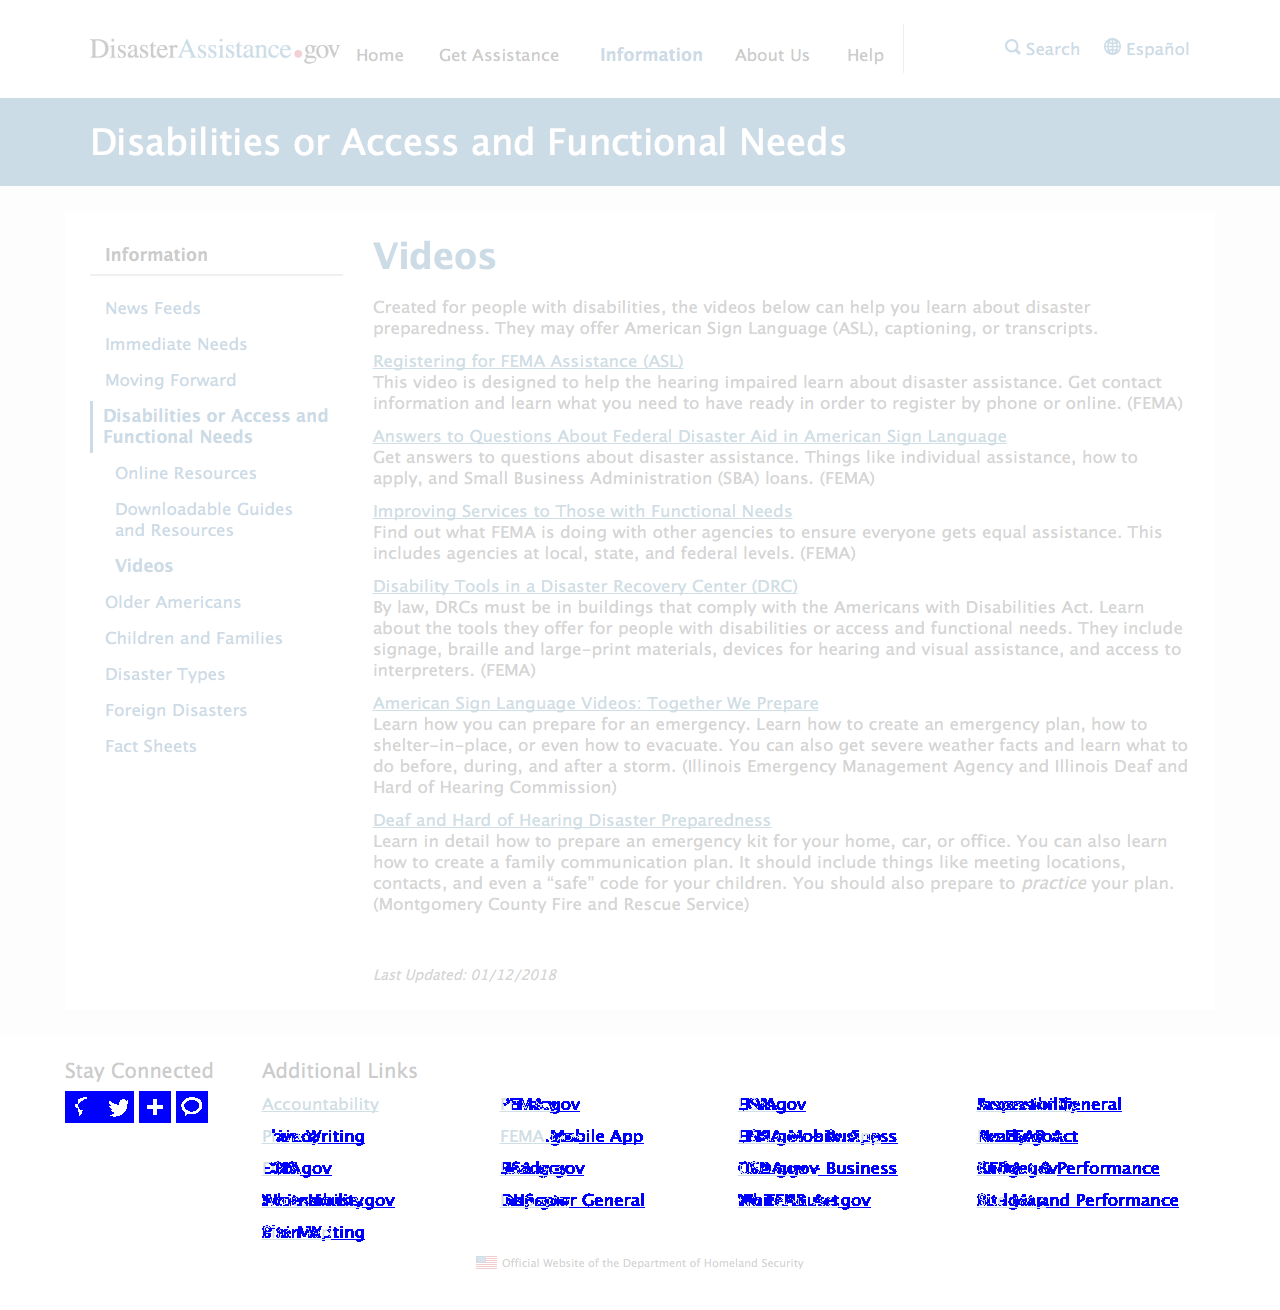 DisasterAssistance.gov Home Get Assistance Information About Us Help Search Español
Disabilities or Access and Functional Needs
Information
News Feeds
Immediate Needs
Moving Forward
Disabilities or Access and
Functional Needs
Online Resources
Downloadable Guides
and Resources
Videos
Older Americans
Children and Families
Disaster Types
Foreign Disasters
Fact Sheets
Videos
Created for people with disabilities, the videos below can help you learn about disaster
preparedness. They may offer American Sign Language (ASL), captioning, or transcripts.
Registering for FEMA Assistance (ASL)
This video is designed to help the hearing impaired learn about disaster assistance. Get contact
information and learn what you need to have ready in order to register by phone or online. (FEMA)
Answers to Questions About Federal Disaster Aid in American Sign Language
Get answers to questions about disaster assistance. Things like individual assistance, how to
apply, and Small Business Administration (SBA) loans. (FEMA)
Improving Services to Those with Functional Needs
Find out what FEMA is doing with other agencies to ensure everyone gets equal assistance. This
includes agencies at local, state, and federal levels. (FEMA)
Disability Tools in a Disaster Recovery Center (DRC)
By law, DRCs must be in buildings that comply with the Americans with Disabilities Act. Learn
about the tools they offer for people with disabilities or access and functional needs. They include
signage, braille and large-print materials, devices for hearing and visual assistance, and access to
interpreters. (FEMA)
American Sign Language Videos: Together We Prepare
Learn how you can prepare for an emergency. Learn how to create an emergency plan, how to
shelter-in-place, or even how to evacuate. You can also get severe weather facts and learn what to
do before, during, and after a storm. (Illinois Emergency Management Agency and Illinois Deaf and
Hard of Hearing Commission)
Deaf and Hard of Hearing Disaster Preparedness
Learn in detail how to prepare an emergency kit for your home, car, or office. You can also learn
how to create a family communication plan. It should include things like meeting locations,
contacts, and even a “safe” code for your children. You should also prepare to practice your plan.
(Montgomery County Fire and Rescue Service)
Last Updated: 01/12/2018
Stay Connected
Additional Links
Accountability
Writing
FEMA Mobile App
Business
General
Performance
and Performance
Official Website of the Department of Homeland Security